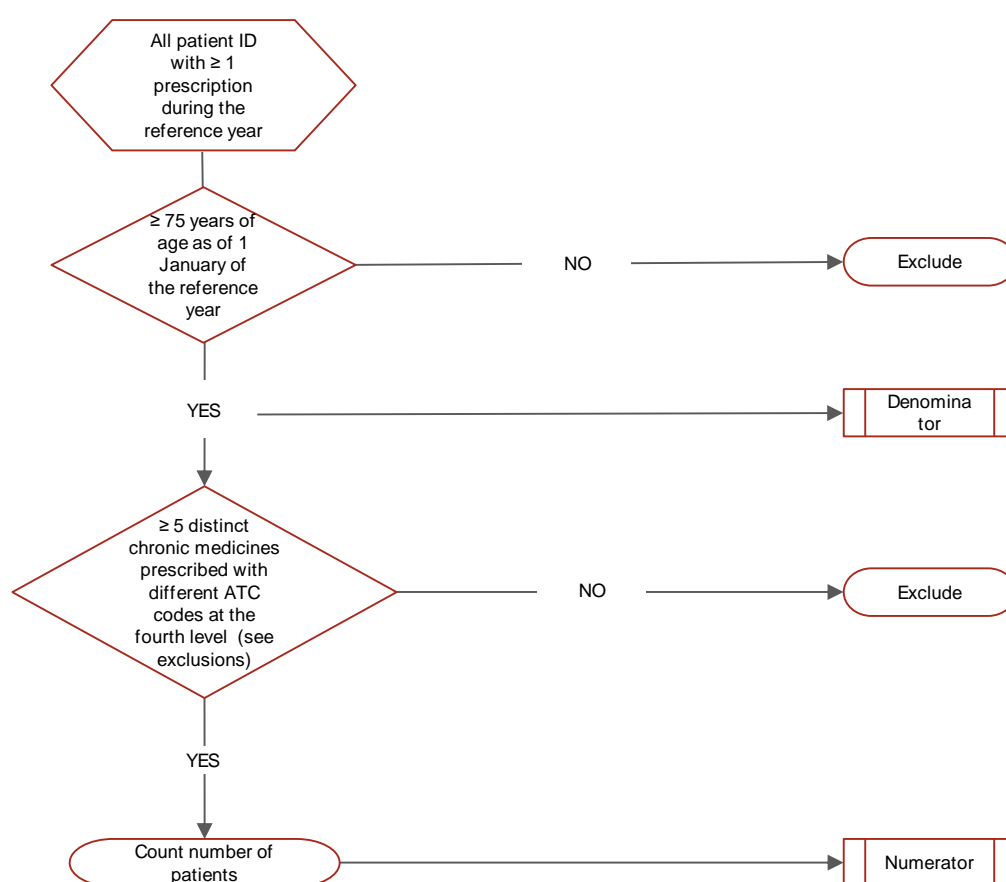 All patient ID
with ≥ 1
prescription
during the
reference year
≥ 75 years of
age as of 1
January of
the reference
year
NO
Exclude
YES
Denomina
tor
≥ 5 distinct
chronic medicines
prescribed with
different ATC
codes at the
fourth level  (see
exclusions)
NO
Exclude
YES
Count number of
patients
Numerator